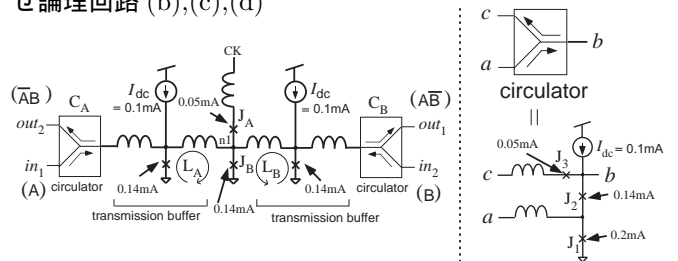 論理回路 (b),(c),(d)
CK
I_dc = 0.1mA
0.05mA
J_A
I_dc = 0.1mA
(A̅B)
C_A
out_2
in_1
(A)
circulator
L_A
n1
J_B
L_B
C_B
(AB̅)
out_1
in_2
(B)
circulator
0.14mA
0.14mA
0.14mA
transmission buffer
transmission buffer
c
a
b
circulator
=
I_dc = 0.1mA
0.05mA
J_3
c
b
J_2
0.14mA
a
J_1
0.2mA